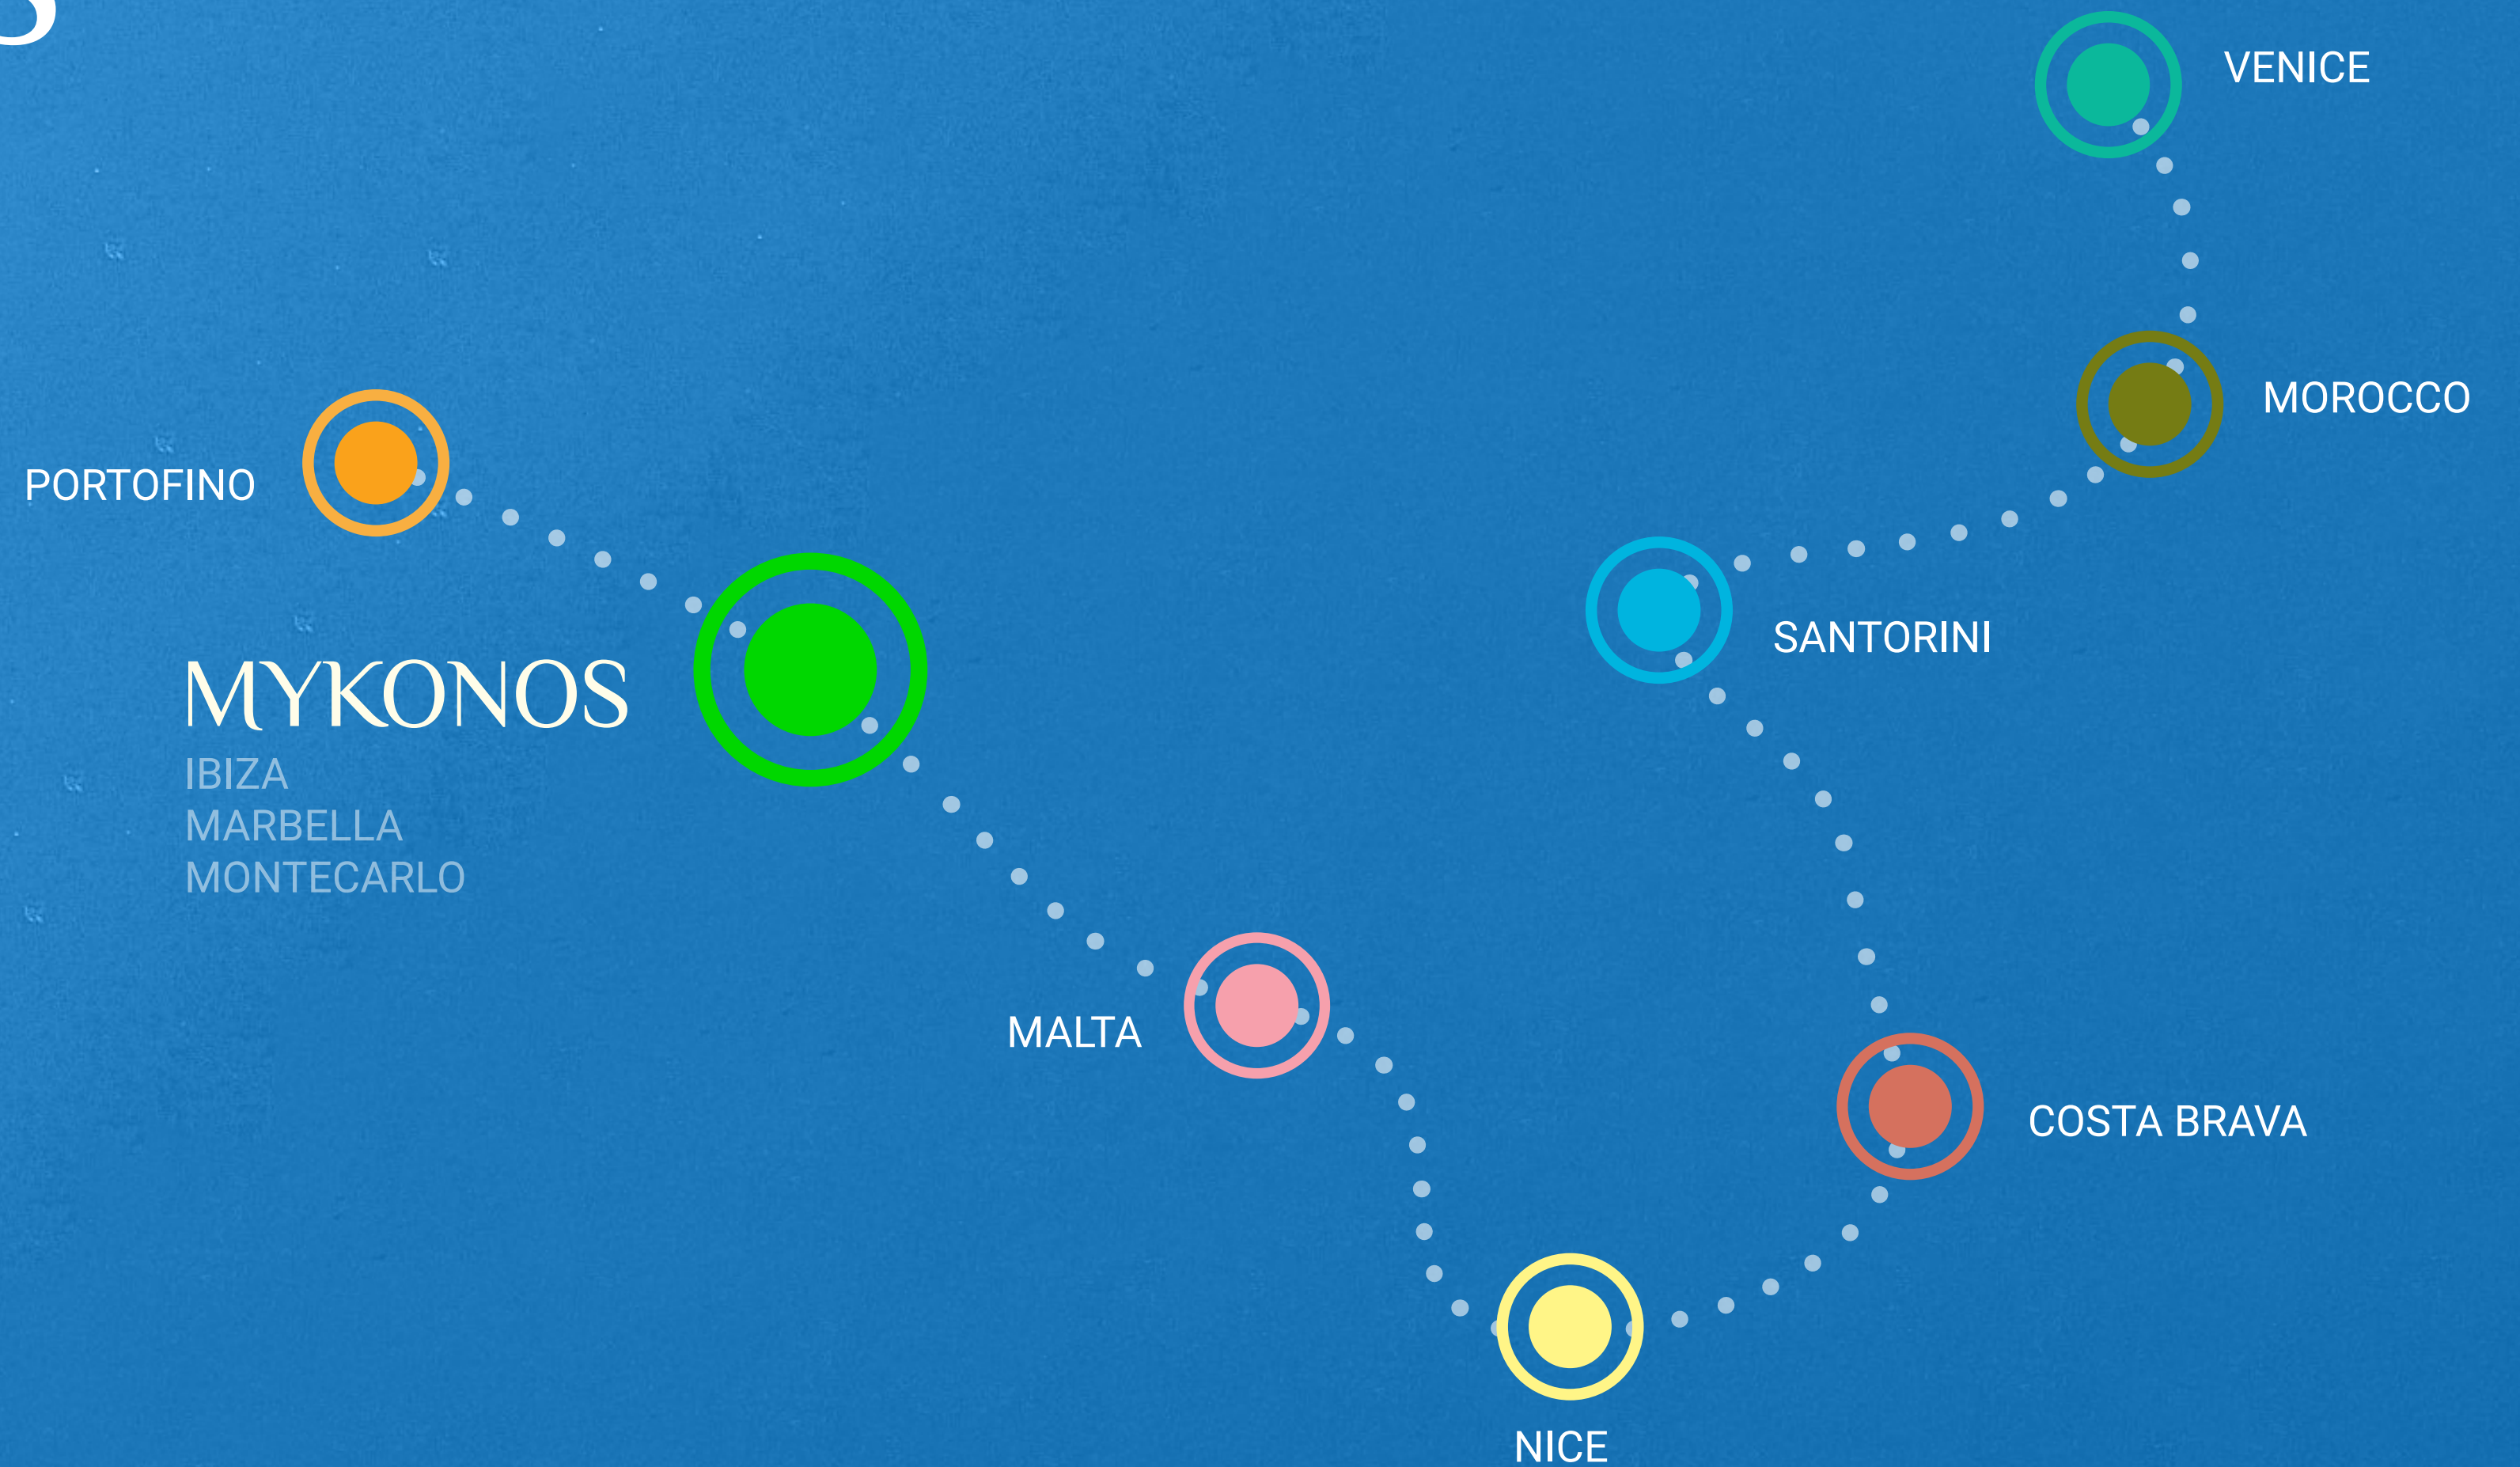 S
VENICE
MOROCCO
PORTOFINO
SANTORINI
MYKONOS
IBIZA
MARBELLA
MONTECARLO
MALTA
COSTA BRAVA
NICE